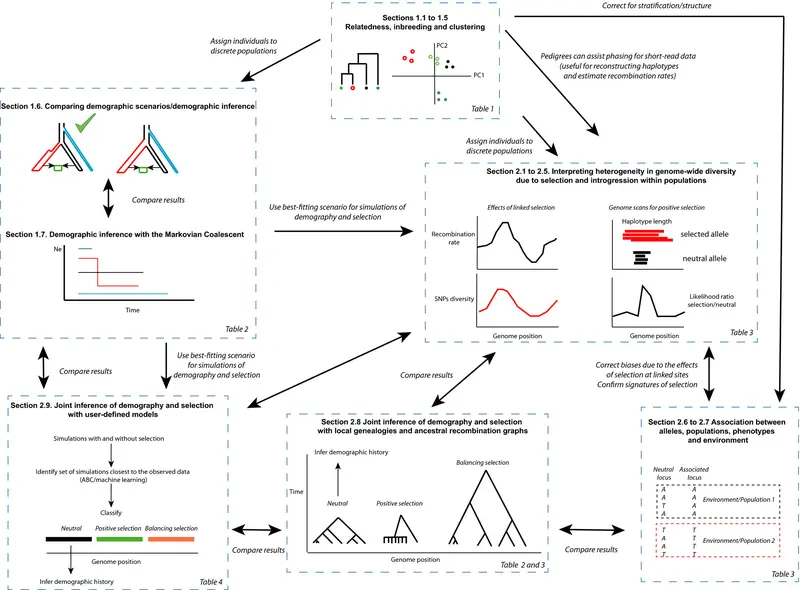 Correct for stratification/structure
Sections 1.1 to 1.5
Relatedness, inbreeding and clustering
PC2
PC1
Table 1
Assign individuals to
discrete populations
Pedigrees can assist phasing for short-read data
(useful for reconstructing haplotypes
and estimate recombination rates)
Assign individuals to
discrete populations
Section 1.6. Comparing demographic scenarios/demographic inference
Compare results
Section 1.7. Demographic inference with the Markovian Coalescent
Ne
Time
Table 2
Use best-fitting scenario for simulations of
demography and selection
Section 2.1 to 2.5. Interpreting heterogeneity in genome-wide diversity
due to selection and introgression within populations
Effects of linked selection
Recombination
rate
SNPs diversity
Genome position
Genome scans for positive selection
Haplotype length
selected allele
neutral allele
Likelihood ratio
selection/neutral
Genome position
Table 3
Compare results
Use best-fitting scenario
for simulations of
demography and selection
Compare results
Correct biases due to the effects
of selection at linked sites
Confirm signatures of selection
Section 2.9. Joint inference of demography and selection
with user-defined models
Simulations with and without selection
Identify set of simulations closest to the observed data
(ABC/machine learning)
Classify
Neutral
Positive selection
Balancing selection
Genome position
Infer demographic history
Table 4
Compare results
Section 2.8 Joint inference of demography and selection
with local genealogies and ancestral recombination graphs
Infer demographic history
Time
Neutral
Positive selection
Balancing selection
Genome position
Table 2 and 3
Compare results
Section 2.6 to 2.7 Association between
alleles, populations, phenotypes
and environment
Neutral
locus
Associated
locus
A A
A A
T A
A A
Environment/Population 1
T T
A T
A T
T T
Environment/Population 2
Table 3